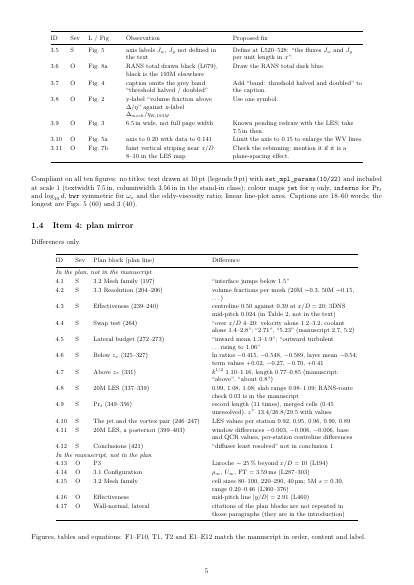 ID Sev L / Fig Observation Proposed fix
3.5 S Fig. 5 axis labels Jw, Jy not defined in Define at L520–528: "the fluxes Jw and Jy
the text per unit length in x".
3.6 O Fig. 8a RANS total drawn black (L679), Draw the RANS total dark blue.
black is the 193M elsewhere
3.7 O Fig. 4 caption omits the grey band Add "band: threshold halved and doubled" to
"threshold halved / doubled" the caption.
3.8 O Fig. 2 y-label "volume fraction above Use one symbol.
Δ/η" against x-label
3.9 O Fig. 3 6.5 in wide, not full page width Known pending redraw with the LES; take
7.5 in then.
3.10 O Fig. 5a axis to 0.20 with data to 0.141 Limit the axis to 0.15 to enlarge the WV lines.
3.11 O Fig. 7b faint vertical striping near x/D Check the rebinning; mention it if it is a
8–10 in the LES map plane-spacing effect.
Compliant on all ten figures: no titles; text drawn at 10 pt (legends 9 pt) with set_mpl_params(10/22) and included
at scale 1 (textwidth 7.5 in, columnwidth 3.56 in in the stand-in class); colour maps jet for η only, inferno for Prt
and log10 d, bwr symmetric for ωx and the eddy-viscosity ratio; linear line-plot axes. Captions are 18–60 words; the
longest are Figs. 5 (60) and 3 (40).
1.4 Item 4: plan mirror
Differences only.
ID Sev Plan block (plan line) Difference
In the plan, not in the manuscript
4.1 S 3.2 Mesh family (197) "interface jumps below 1.5"
4.2 S 3.3 Resolution (204–206) volume fractions per mesh (20M ~0.3, 50M ~0.15,
. . . )
4.3 S Effectiveness (239–240) centreline 0.50 against 0.39 at x/D = 20; 3DNS
mid-pitch 0.024 (in Table 2, not in the text)
4.4 S Swap test (264) "over x/D 4–20: velocity alone 1.2–3.2, coolant
alone 1.4–5.2"; "2.71", "5.23" (manuscript 2.7, 5.2)
4.5 S Lateral budget (272–273) "inward mean 1.3–1.9"; "outward turbulent
. . . rising to 1.06"
4.6 S Below zc (325–327) ln ratios −0.415, −0.548, −0.589, layer mean −0.54;
term values +0.02, −0.27, −0.70, +0.41
4.7 S Above zc (331) k1/2 1.10–1.16; length 0.77–0.85 (manuscript:
"above", "about 0.8")
4.8 S 20M LES (337–339) 0.99, 1.08, 1.08; slab range 0.98–1.09; RANS-route
check 0.03 in the manuscript
4.9 S Prt (349–356) record length (11 times), merged cells (0.45
unresolved), 13.4/26.8/29.5 with values
4.10 S The jet and the vortex pair (246–247) LES values per station 0.92, 0.95, 0.96, 0.90, 0.89
4.11 S 20M LES, a posteriori (399–403) window differences −0.003, −0.006, −0.006, base
and QCR values, per-station centreline differences
4.12 S Conclusions (421) "diffuser least resolved" not in conclusion 1
In the manuscript, not in the plan
4.13 O P3 Laroche ~ 25 % beyond x/D = 10 (L194)
4.14 O 3.1 Configuration FT = 3.59 ms (L287–303)
4.15 O 3.2 Mesh family cell sizes 80–100, 220–290, 40 μm; 5M s = 0.30,
range 0.20–0.46 (L360–376)
4.16 O Effectiveness mid-pitch line |y/D| = 2.91 (L460)
4.17 O Wall-normal, lateral citations of the plan blocks are not repeated in
those paragraphs (they are in the introduction)
Figures, tables and equations: F1–F10, T1, T2 and E1–E12 match the manuscript in order, content and label.
5